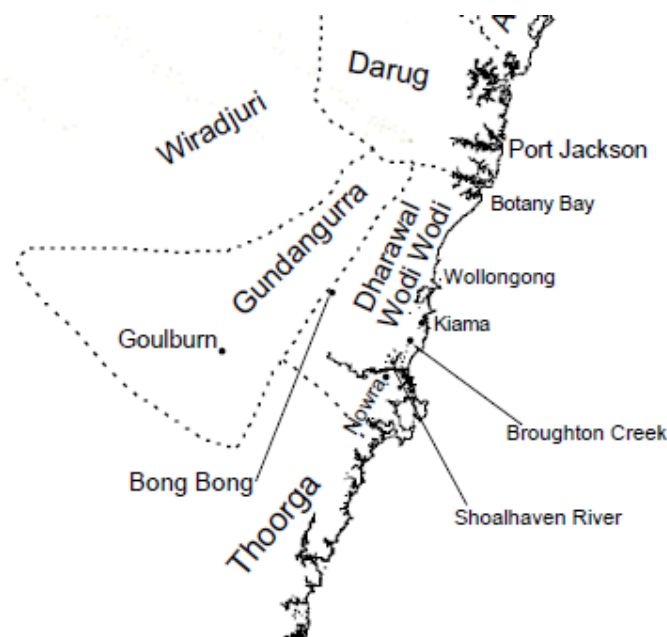 A
Darug
Wiradjuri
Port Jackson
Botany Bay
Gundangurra
Dharawal
Wodi Wodi
Wollongong
Kiama
Goulburn
Nowra
Broughton Creek
Bong Bong
Shoalhaven River
Thoorga